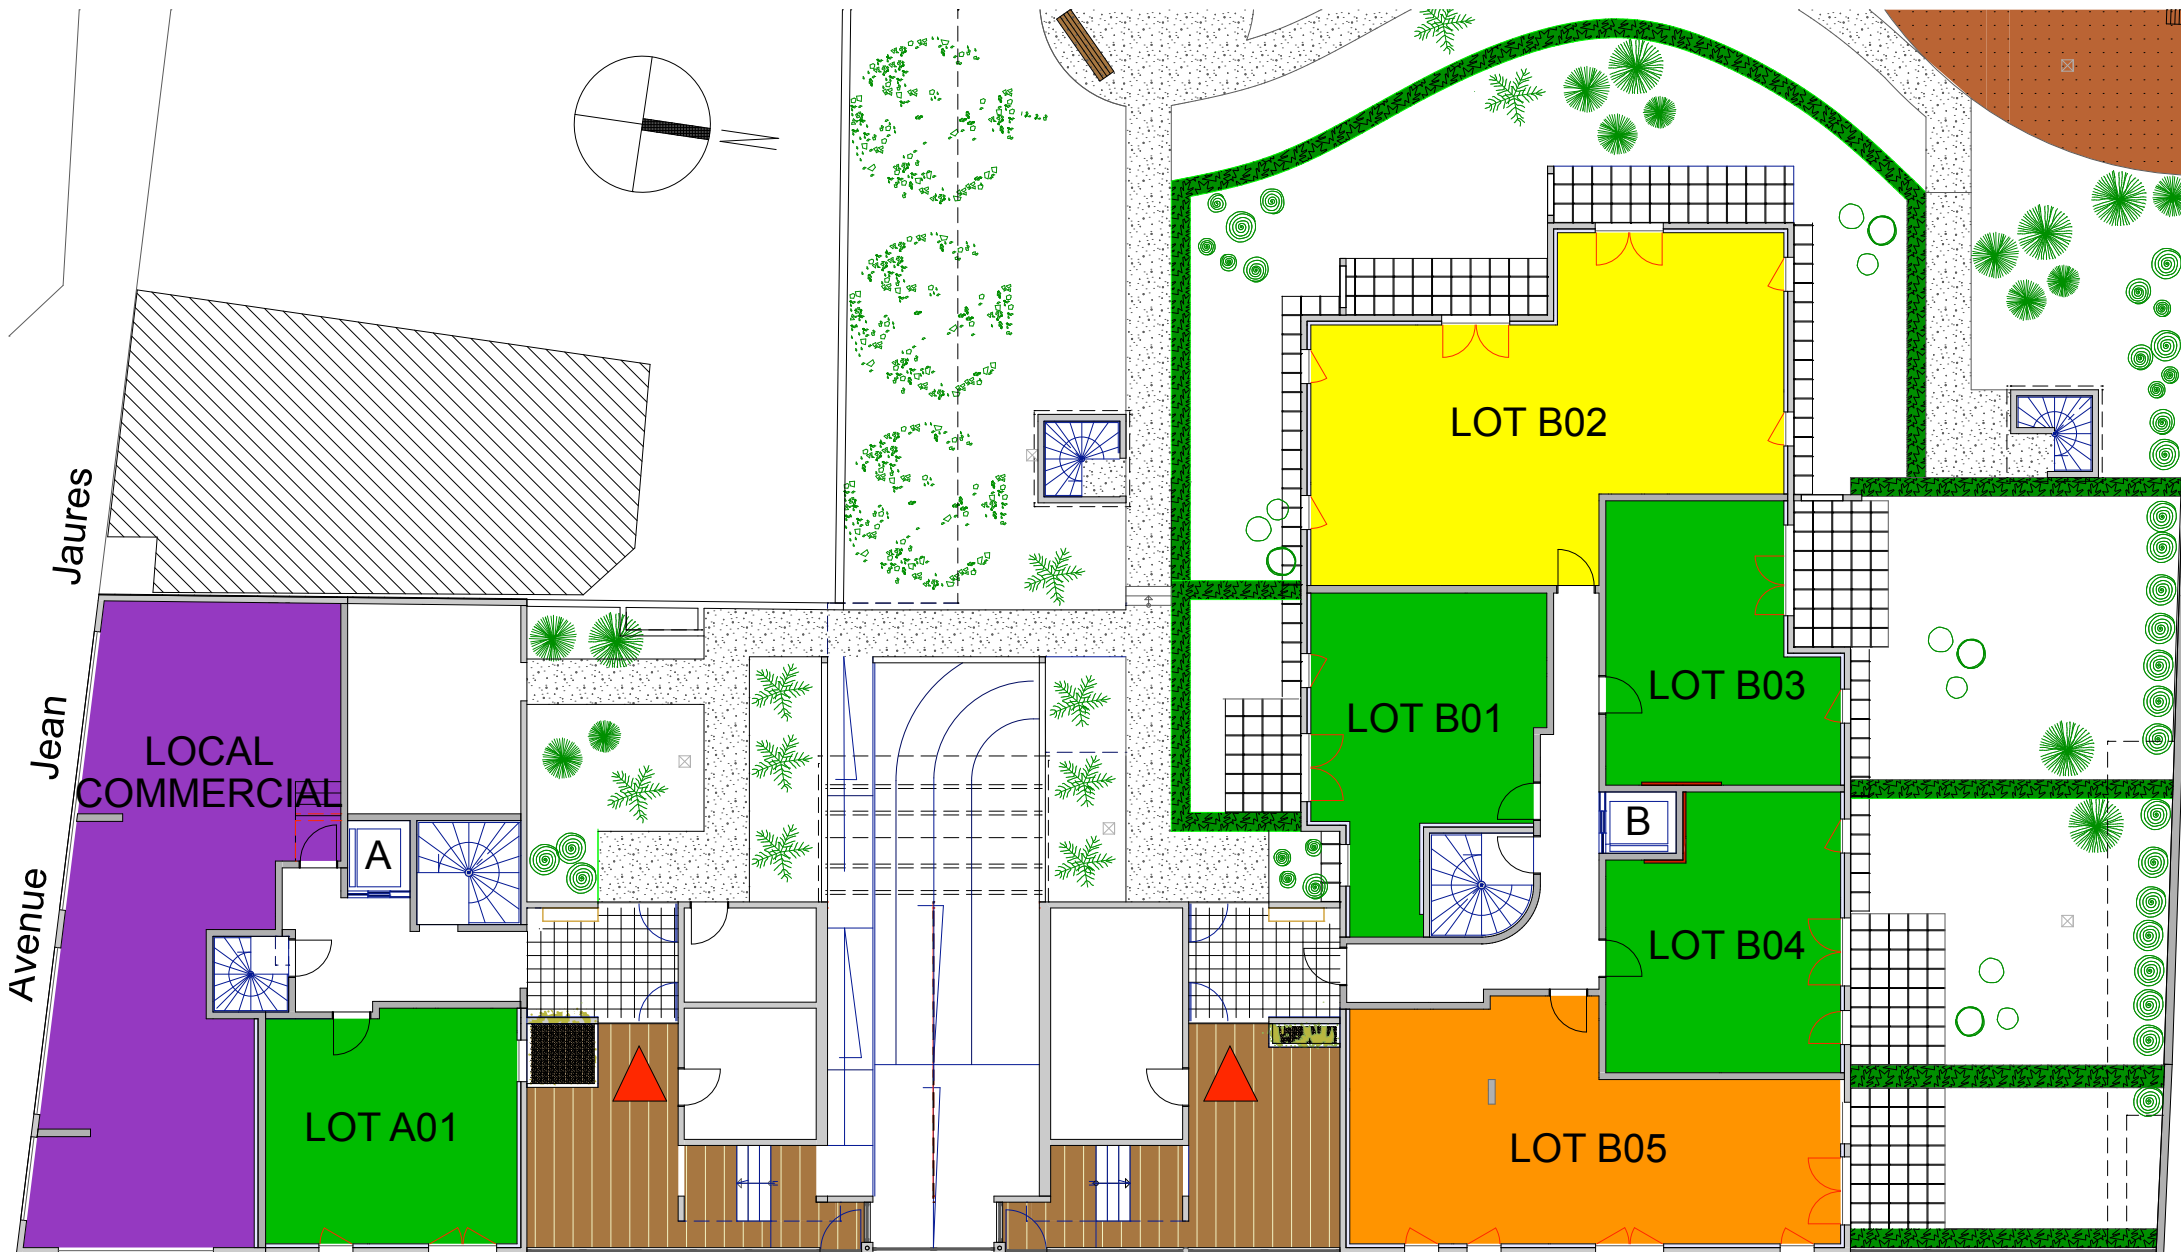 Avenue Jean Jaures
LOCAL
COMMERCIAL
A
LOT A01
LOT B02
LOT B01
LOT B03
B
LOT B04
LOT B05